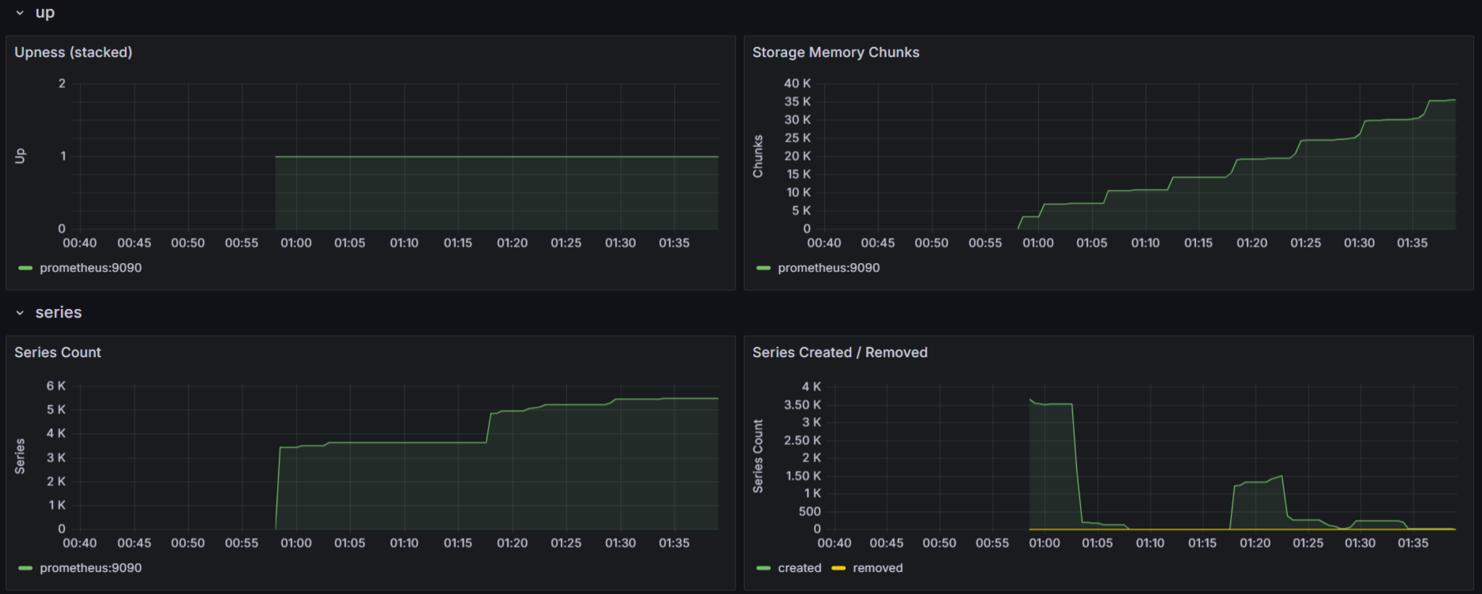 up
Upness (stacked)
Up
2
1
0
00:40 00:45 00:50 00:55 01:00 01:05 01:10 01:15 01:20 01:25 01:30 01:35
prometheus:9090
Storage Memory Chunks
Chunks
40 K
35 K
30 K
25 K
20 K
15 K
10 K
5 K
0
00:40 00:45 00:50 00:55 01:00 01:05 01:10 01:15 01:20 01:25 01:30 01:35
prometheus:9090
series
Series Count
Series
6 K
5 K
4 K
3 K
2 K
1 K
0
00:40 00:45 00:50 00:55 01:00 01:05 01:10 01:15 01:20 01:25 01:30 01:35
prometheus:9090
Series Created / Removed
Series Count
4 K
3.50 K
3 K
2.50 K
2 K
1.50 K
1 K
500
0
00:40 00:45 00:50 00:55 01:00 01:05 01:10 01:15 01:20 01:25 01:30 01:35
created removed